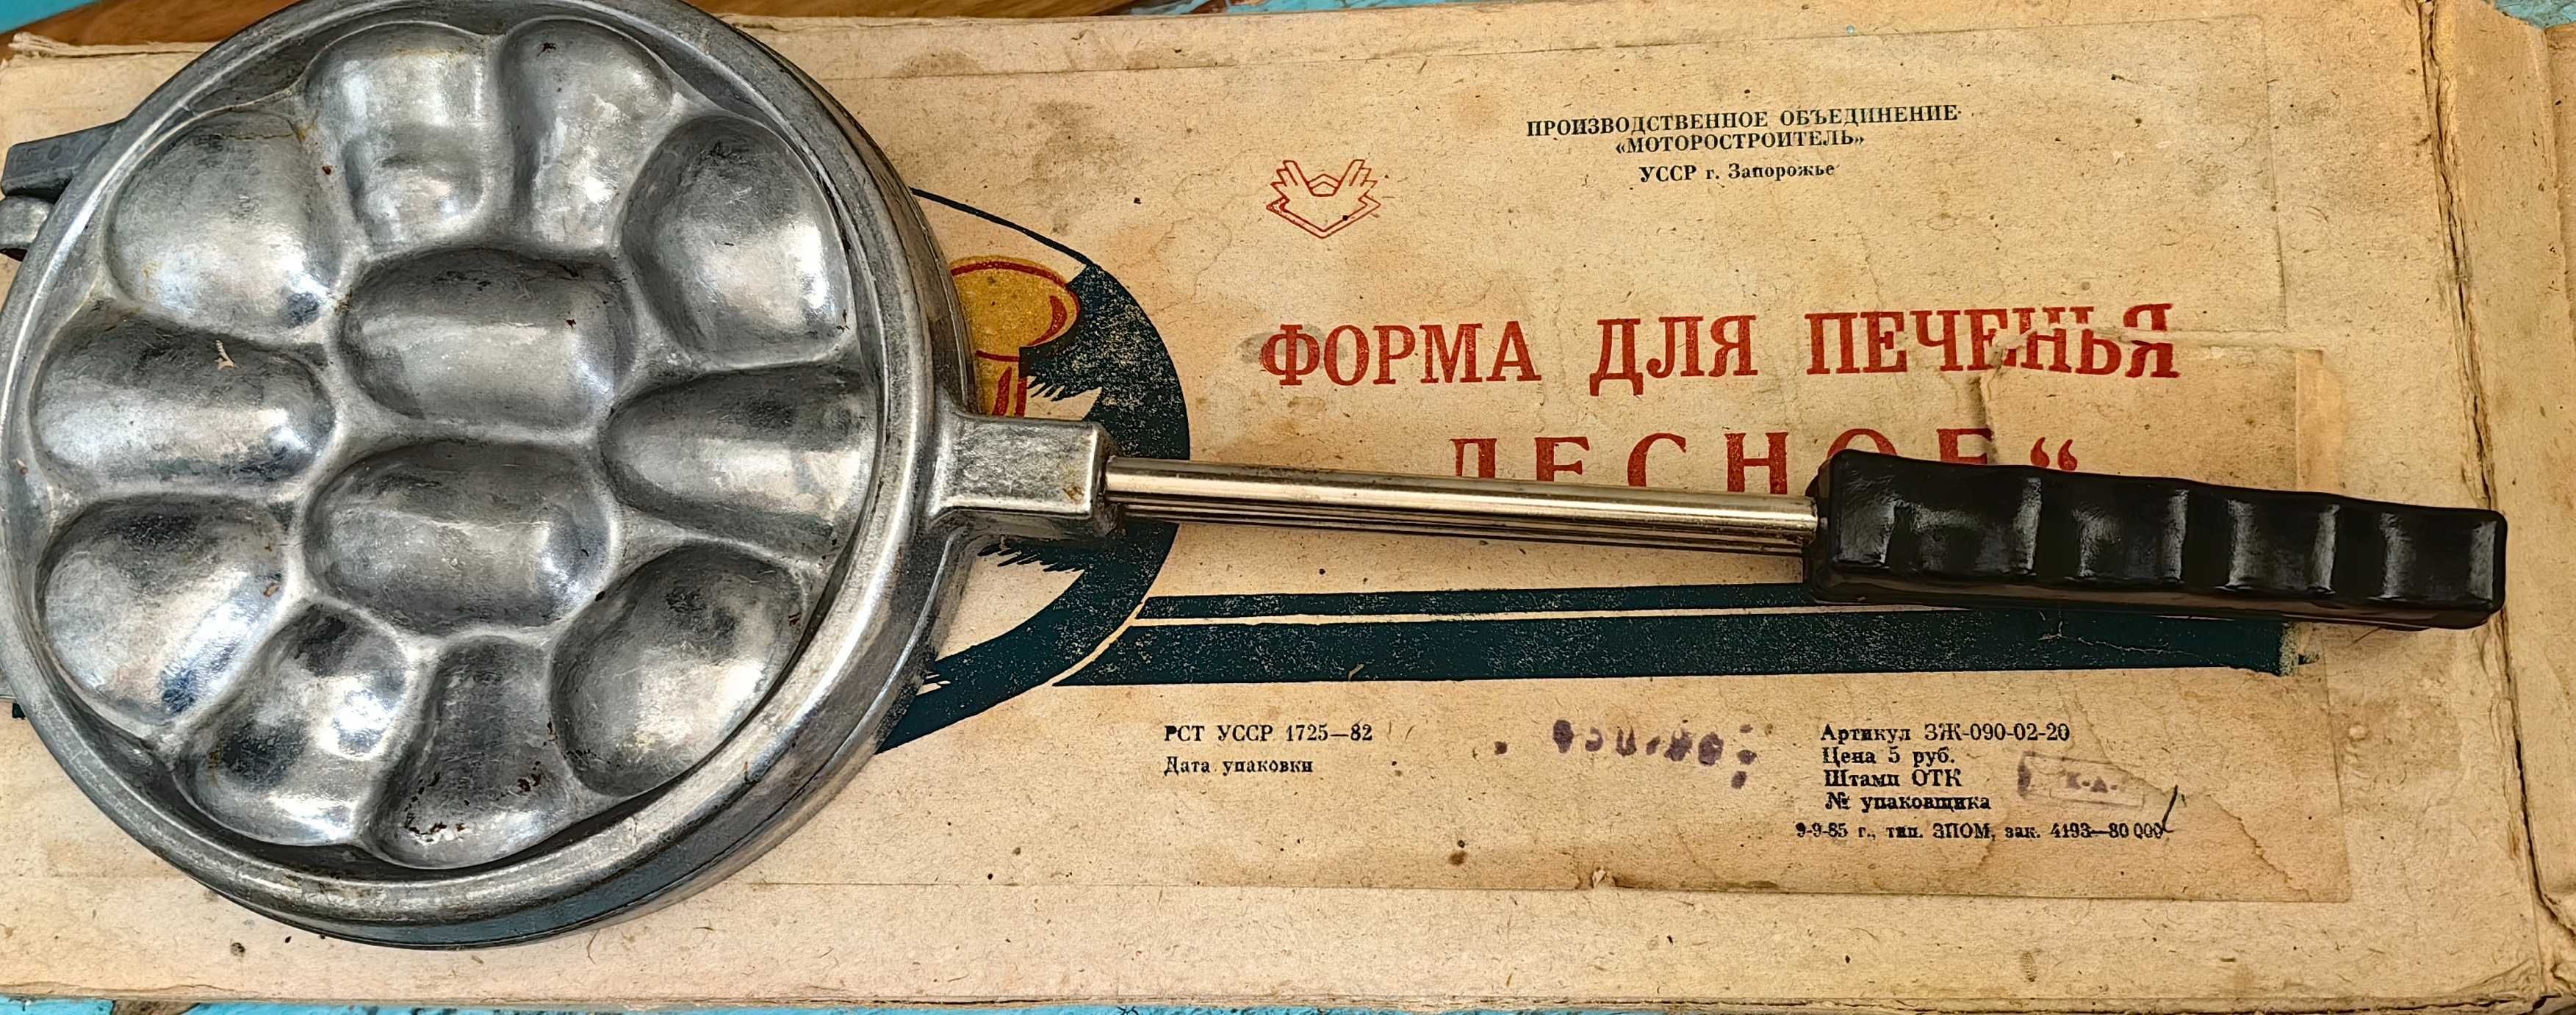 ПРОИЗВОДСТВЕННОЕ ОБЪЕДИНЕНИЕ
«МОТОРОСТРОИТЕЛЬ»
УССР г. Запорожье
ФОРМА ДЛЯ ПЕЧЕНЬЯ
ЛЕСНОЕ“
РСТ УССР 1725—82
Дата упаковки
Артикул ЗЖ-090-02-20
Цена 5 руб.
Штамп ОТК
№ упаковщика
9-9-85 г., тип. ЗПОМ, зак. 4193—80 000